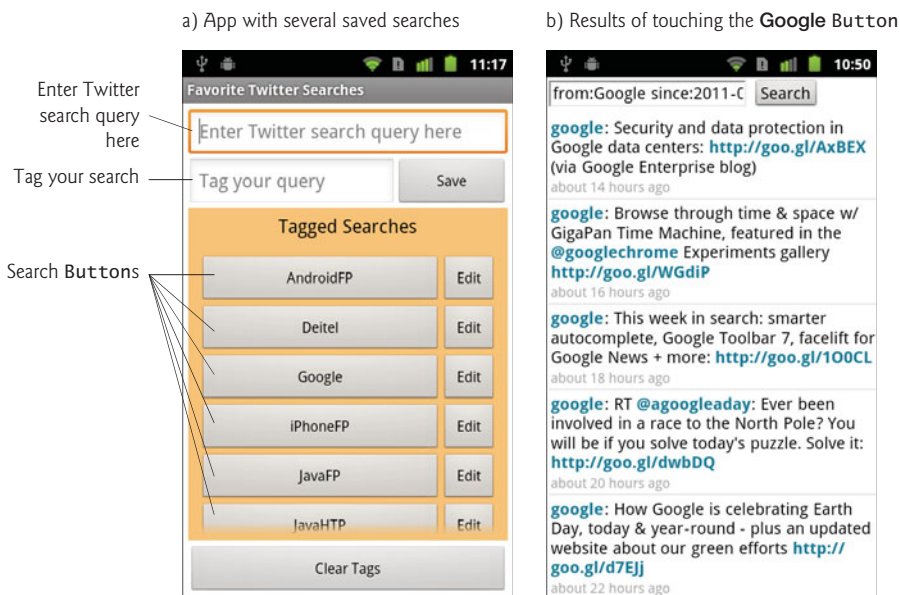 a) App with several saved searches
Enter Twitter
search query
here
Tag your search
Search Buttons
11:17
Favorite Twitter Searches
Enter Twitter search query here
Tag your query
Save
Tagged Searches
AndroidFP
Edit
Deitel
Edit
Google
Edit
iPhoneFP
Edit
JavaFP
Edit
JavaHTP
Edit
Clear Tags
b) Results of touching the Google Button
10:50
from:Google since:2011-0
Search
google: Security and data protection in
Google data centers: http://goo.gl/AxBEX
(via Google Enterprise blog)
about 14 hours ago
google: Browse through time & space w/
GigaPan Time Machine, featured in the
@googlechrome Experiments gallery
http://goo.gl/WGdiP
about 16 hours ago
google: This week in search: smarter
autocomplete, Google Toolbar 7, facelift for
Google News + more: http://goo.gl/1O0CL
about 18 hours ago
google: RT @agoogleaday: Ever been
involved in a race to the North Pole? You
will be if you solve today's puzzle. Solve it:
http://goo.gl/dwbDQ
about 20 hours ago
google: How Google is celebrating Earth
Day, today & year-round - plus an updated
website about our green efforts http://
goo.gl/d7EJj
about 22 hours ago